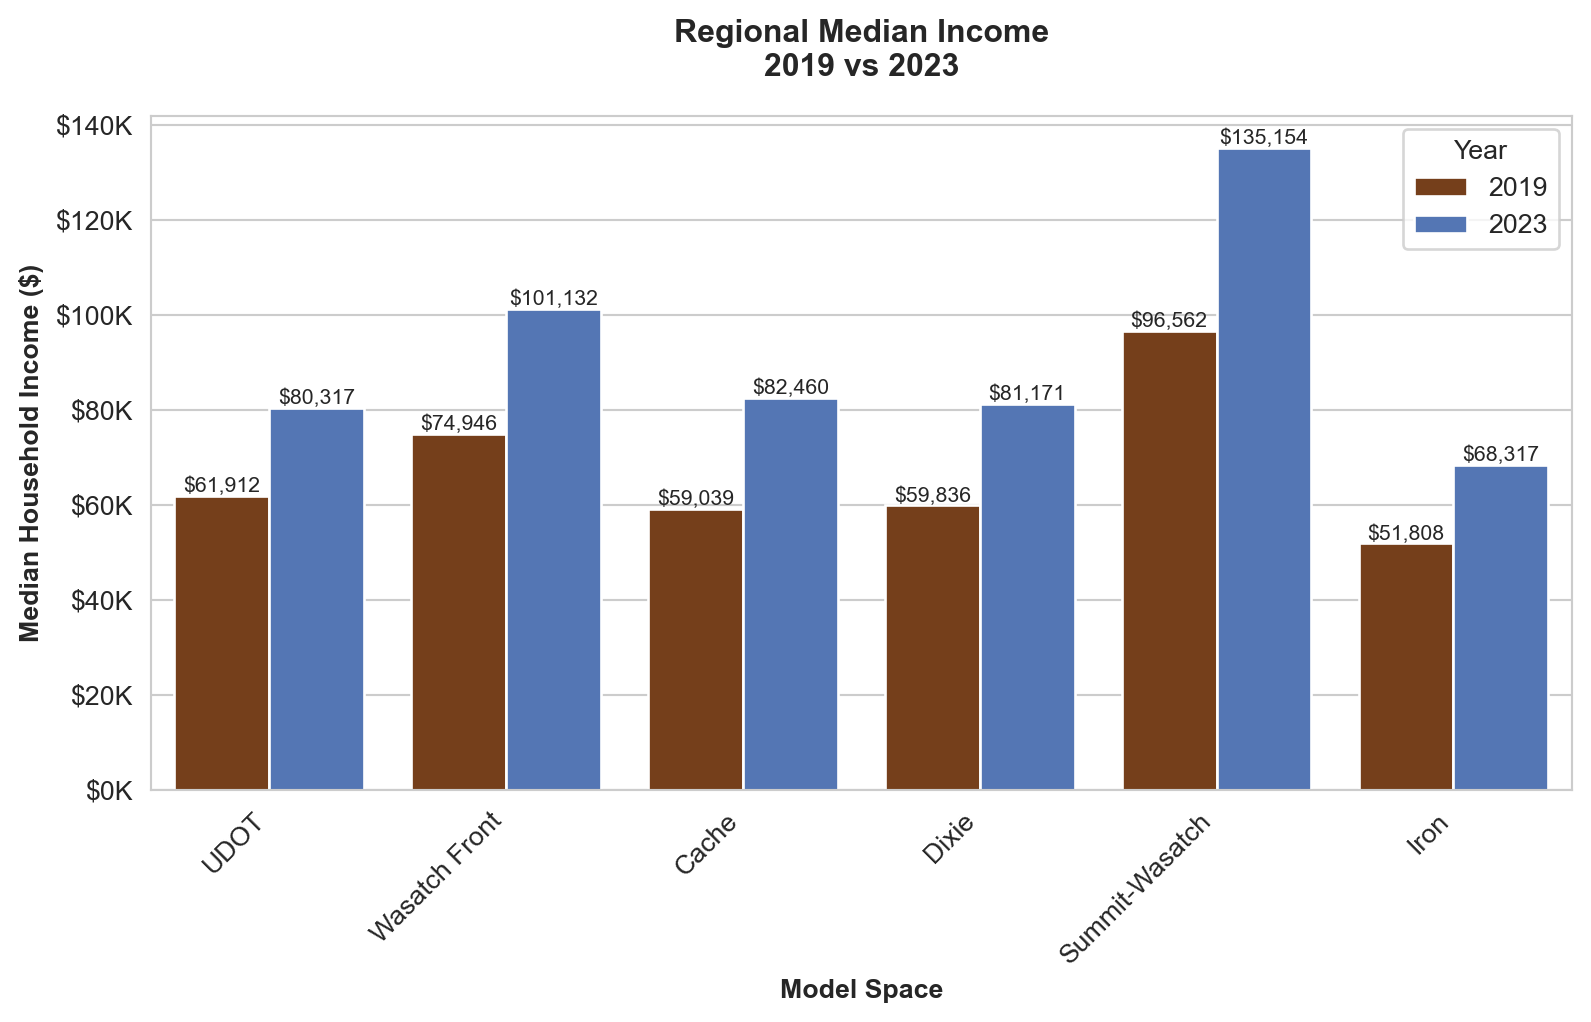 Regional Median Income
2019 vs 2023
Median Household Income ($)
$140K
$120K
$100K
$80K
$60K
$40K
$20K
$0K
$61,912
$80,317
$74,946
$101,132
$59,039
$82,460
$59,836
$81,171
$96,562
$135,154
$51,808
$68,317
Year
2019
2023
UDOT
Wasatch Front
Cache
Dixie
Summit-Wasatch
Iron
Model Space